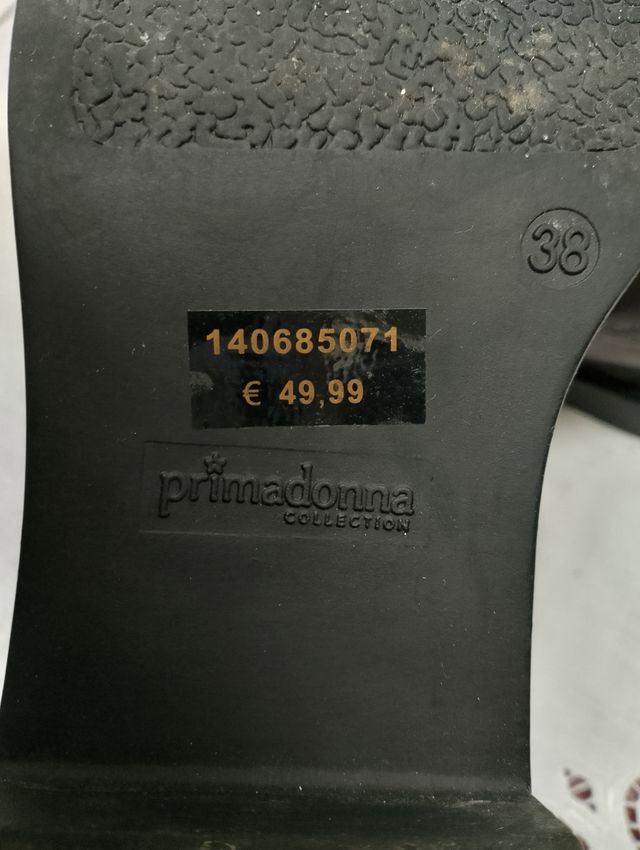 38
140685071
€ 49,99
primadonna
COLLECTION